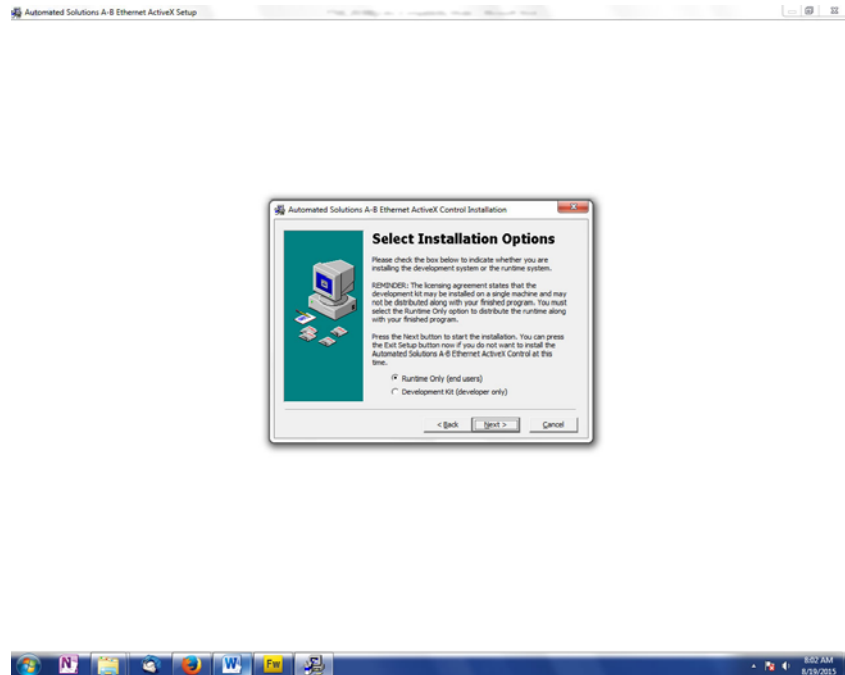 Automated Solutions A-B Ethernet ActiveX Setup
Automated Solutions A-B Ethernet ActiveX Control Installation
Select Installation Options
Please check the box below to indicate whether you are
installing the development system or the runtime system.
REMINDER: The licensing agreement states that the
development kit may be installed on a single machine and may
not be distributed along with your finished program. You must
select the Runtime Only option to distribute the runtime along
with your finished program.
Press the Next button to start the installation. You can press
the Exit Setup button now if you do not want to install the
Automated Solutions A-B Ethernet ActiveX Control at this
time.
Runtime Only (end users)
Development Kit (developer only)
< Back Next > Cancel
N W Fw 8:02 AM
8/19/2015